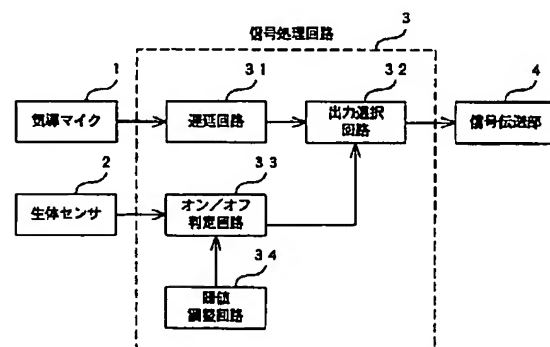 信号処理回路
3
1
31
32
4
気導マイク
遅延回路
出力選択
回路
信号伝送部
2
33
生体センサ
オン/オフ
判定回路
34
閾値
調整回路